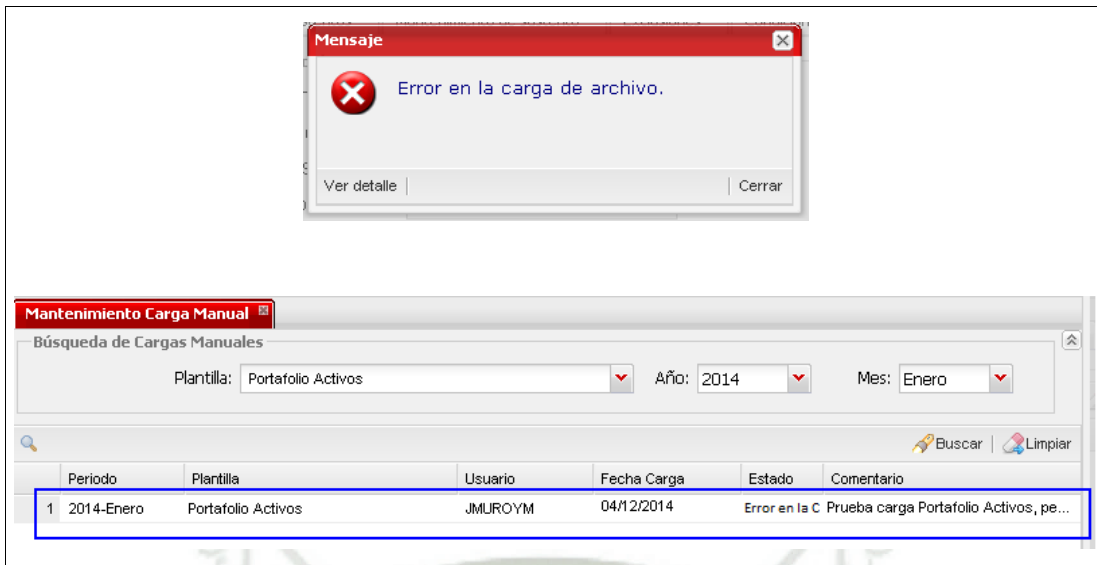 Mensaje
Error en la carga de archivo.
Ver detalle Cerrar
Mantenimiento Carga Manual
Búsqueda de Cargas Manuales
Plantilla: Portafolio Activos Año: 2014 Mes: Enero
Buscar Limpiar
Periodo Plantilla Usuario Fecha Carga Estado Comentario
1 2014-Enero Portafolio Activos JMUROYM 04/12/2014 Error en la C Prueba carga Portafolio Activos, pe...